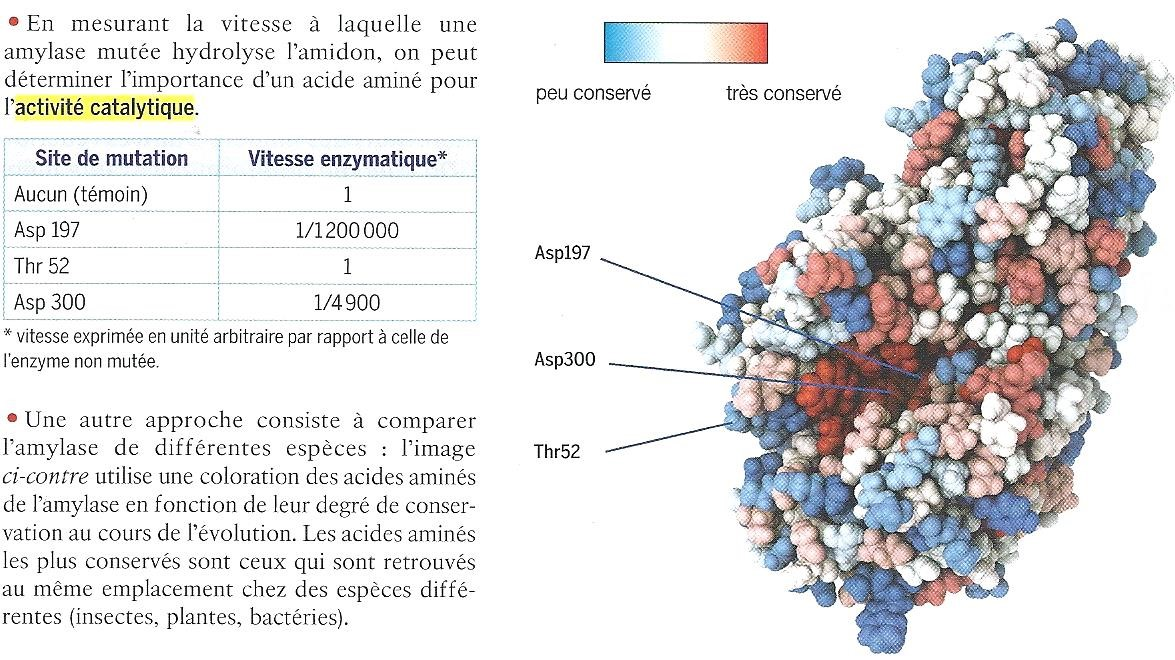 • En mesurant la vitesse à laquelle une
amylase mutée hydrolyse l'amidon, on peut
déterminer l'importance d'un acide aminé pour
l'activité catalytique.
Site de mutation Vitesse enzymatique*
Aucun (témoin) 1
Asp 197 1/1200000
Thr 52 1
Asp 300 1/4900
* vitesse exprimée en unité arbitraire par rapport à celle de
l'enzyme non mutée.
• Une autre approche consiste à comparer
l'amylase de différentes espèces : l'image
ci-contre utilise une coloration des acides aminés
de l'amylase en fonction de leur degré de conser-
vation au cours de l'évolution. Les acides aminés
les plus conservés sont ceux qui sont retrouvés
au même emplacement chez des espèces diffé-
rentes (insectes, plantes, bactéries).
peu conservé très conservé
Asp197
Asp300
Thr52